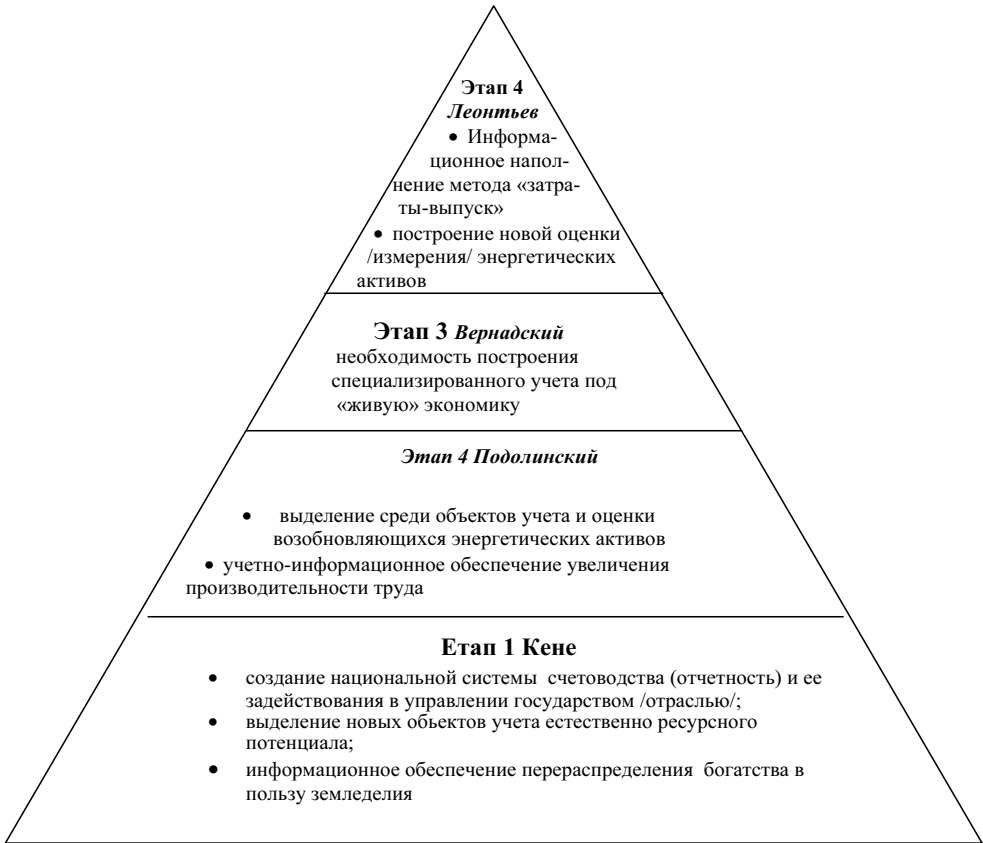 Этап 4
Леонтьев
• Информа-
ционное напол-
нение метода «затра-
ты-выпуск»
• построение новой оценки
/измерения/ энергетических
активов
Этап 3 Вернадский
необходимость построения
специализированного учета под
«живую» экономику
Этап 4 Подолинский
• выделение среди объектов учета и оценки
возобновляющихся энергетических активов
• учетно-информационное обеспечение увеличения
производительности труда
Етап 1 Кене
• создание национальной системы счетоводства (отчетность) и ее
задействования в управлении государством /отраслью/;
• выделение новых обьектов учета естественно ресурсного
потенциала;
• информационное обеспечение перераспределения богатства в
пользу земледелия